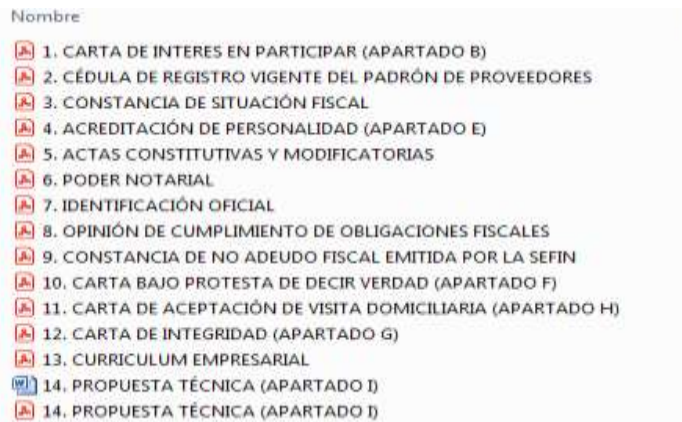 Nombre
1. CARTA DE INTERES EN PARTICIPAR (APARTADO B)
2. CÉDULA DE REGISTRO VIGENTE DEL PADRÓN DE PROVEEDORES
3. CONSTANCIA DE SITUACIÓN FISCAL
4. ACREDITACIÓN DE PERSONALIDAD (APARTADO E)
5. ACTAS CONSTITUTIVAS Y MODIFICATORIAS
6. PODER NOTARIAL
7. IDENTIFICACIÓN OFICIAL
8. OPINIÓN DE CUMPLIMIENTO DE OBLIGACIONES FISCALES
9. CONSTANCIA DE NO ADEUDO FISCAL EMITIDA POR LA SEFIN
10. CARTA BAJO PROTESTA DE DECIR VERDAD (APARTADO F)
11. CARTA DE ACEPTACIÓN DE VISITA DOMICILIARIA (APARTADO H)
12. CARTA DE INTEGRIDAD (APARTADO G)
13. CURRICULUM EMPRESARIAL
14. PROPUESTA TÉCNICA (APARTADO I)
14. PROPUESTA TÉCNICA (APARTADO I)